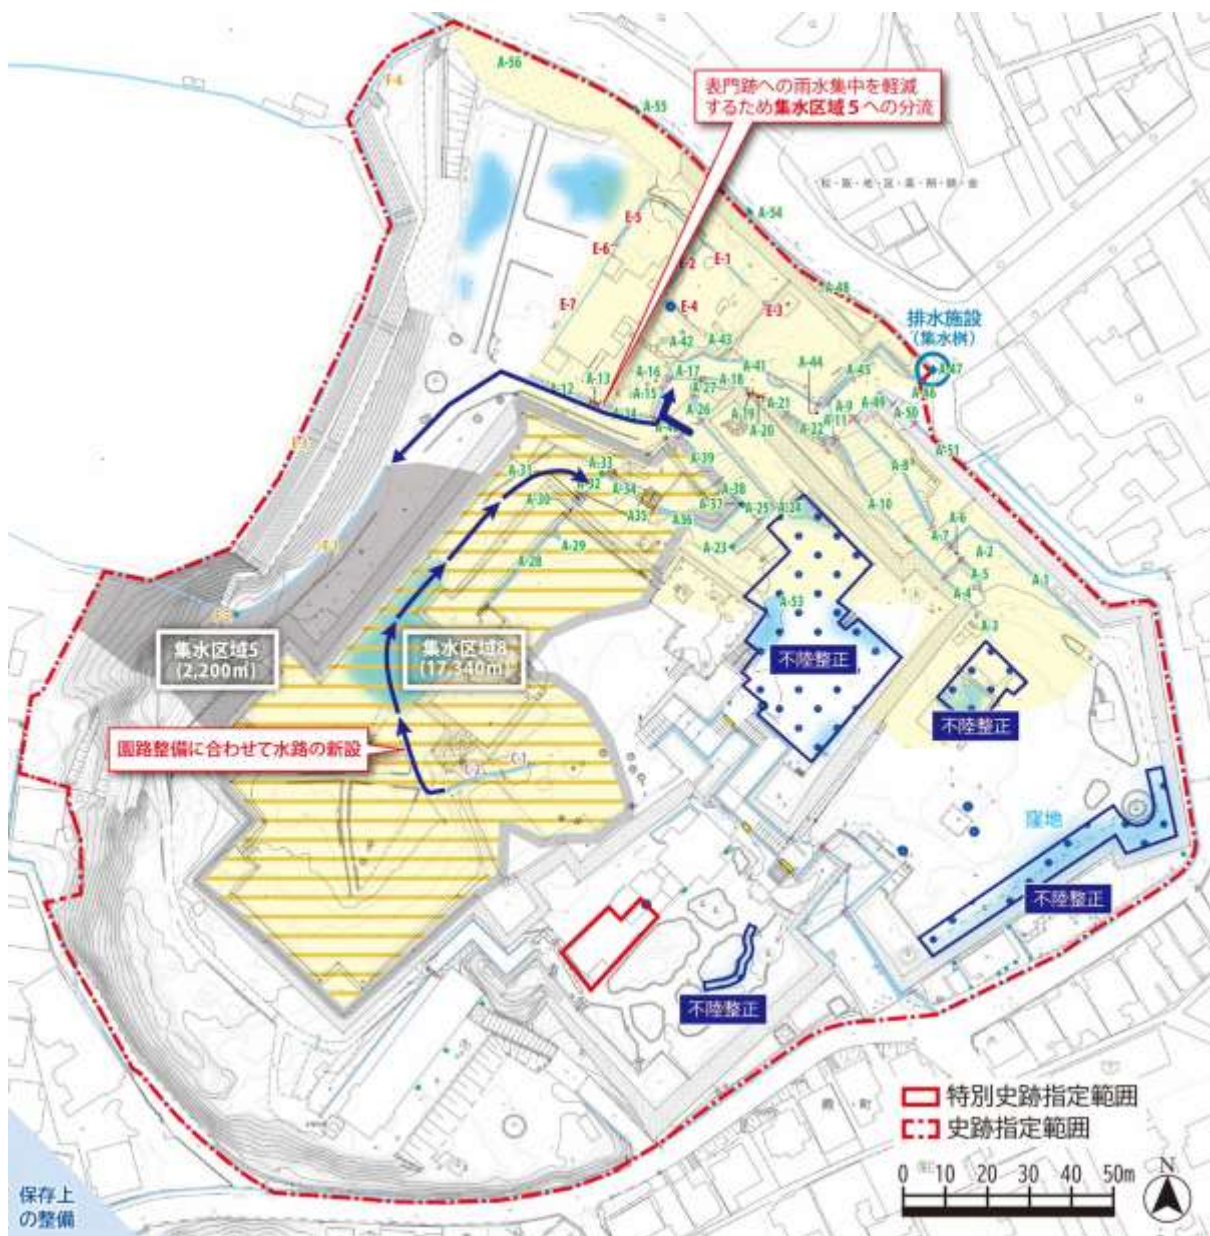 A-56
F-4
A-55
表門跡への雨水集中を軽減
するため集水区域5への分流
A-54
E-5
E-6
E-2
E-1
A-48
E-7
E-4
E-3
排水施設
(集水桝)
A-42
A-43
A-47
A-41
A-44
A-45
A-16
A-17
A-18
A-12
A-13
A-15
A-27
A-21
A-46
A-26
A-19
A-9
A-49
A-50
A-20
A-22
A-11
A-51
A-39
A-8
A-31
A-33
A-32
A-34
A-38
A-30
A-37
A-25
A-24
A-10
A-35
A-36
A-6
A-29
A-23
A-7
A-2
A-28
A-5
A-1
A-4
A-53
A-3
集水区域5
(2,200㎡)
集水区域8
(17,340㎡)
不陸整正
不陸整正
園路整備に合わせて水路の新設
C-2
C-1
窪地
不陸整正
不陸整正
殿・町
特別史跡指定範囲
史跡指定範囲
0 10 20 30 40 50m
N
保存上
の整備